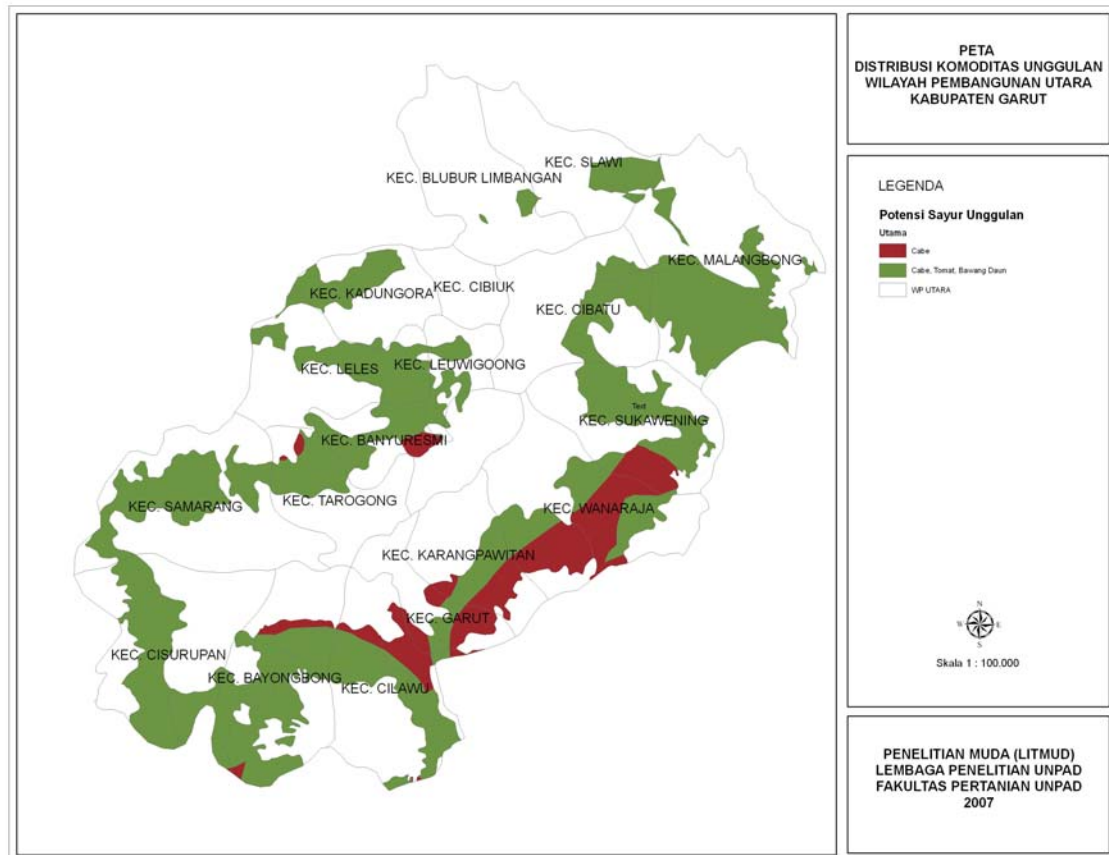 PETA
DISTRIBUSI KOMODITAS UNGGULAN
WILAYAH PEMBANGUNAN UTARA
KABUPATEN GARUT
LEGENDA
Potensi Sayur Unggulan
Utama
Cabe
Cabe, Tomat, Bawang Daun
WP UTARA
N
W E
S
Skala 1 : 100.000
PENELITIAN MUDA (LITMUD)
LEMBAGA PENELITIAN UNPAD
FAKULTAS PERTANIAN UNPAD
2007
KEC. SLAWI
KEC. BLUBUR LIMBANGAN
KEC. MALANGBONG
KEC. CIBIUK
KEC. KADUNGORA
KEC. CIBATU
KEC. LEUWIGOONG
KEC. LELES
Text
KEC. SUKAWENING
KEC. BANYURESMI
KEC. TAROGONG
KEC. SAMARANG
KEC. WANARAJA
KEC. KARANGPAWITAN
KEC. GARUT
KEC. CISURUPAN
KEC. BAYONGBONG
KEC. CILAWU